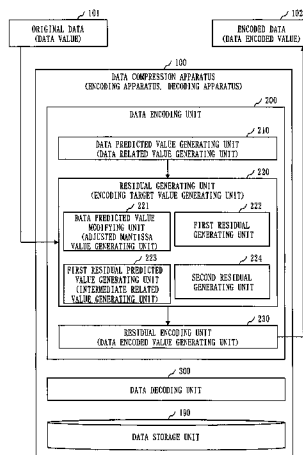 101
ORIGINAL DATA
(DATA VALUE)
102
ENCODED DATA
(DATA ENCODED VALUE)
100
DATA COMPRESSION APPARATUS
(ENCODING APPARATUS, DECODING APPARATUS)
200
DATA ENCODING UNIT
210
DATA PREDICTED VALUE GENERATING UNIT
(DATA RELATED VALUE GENERATING UNIT)
220
RESIDUAL GENERATING UNIT
(ENCODING TARGET VALUE GENERATING UNIT)
221
DATA PREDICTED
VALUE
MODIFYING UNIT
(ADJUSTED MANTISSA
VALUE GENERATING UNIT)
222
FIRST RESIDUAL
GENERATING UNIT
223
FIRST RESIDUAL PREDICTED
VALUE GENERATING UNIT
(INTERMEDIATE RELATED
VALUE GENERATING UNIT)
224
SECOND RESIDUAL
GENERATING UNIT
230
RESIDUAL ENCODING UNIT
(DATA ENCODED VALUE GENERATING UNIT)
300
DATA DECODING UNIT
190
DATA STORAGE UNIT